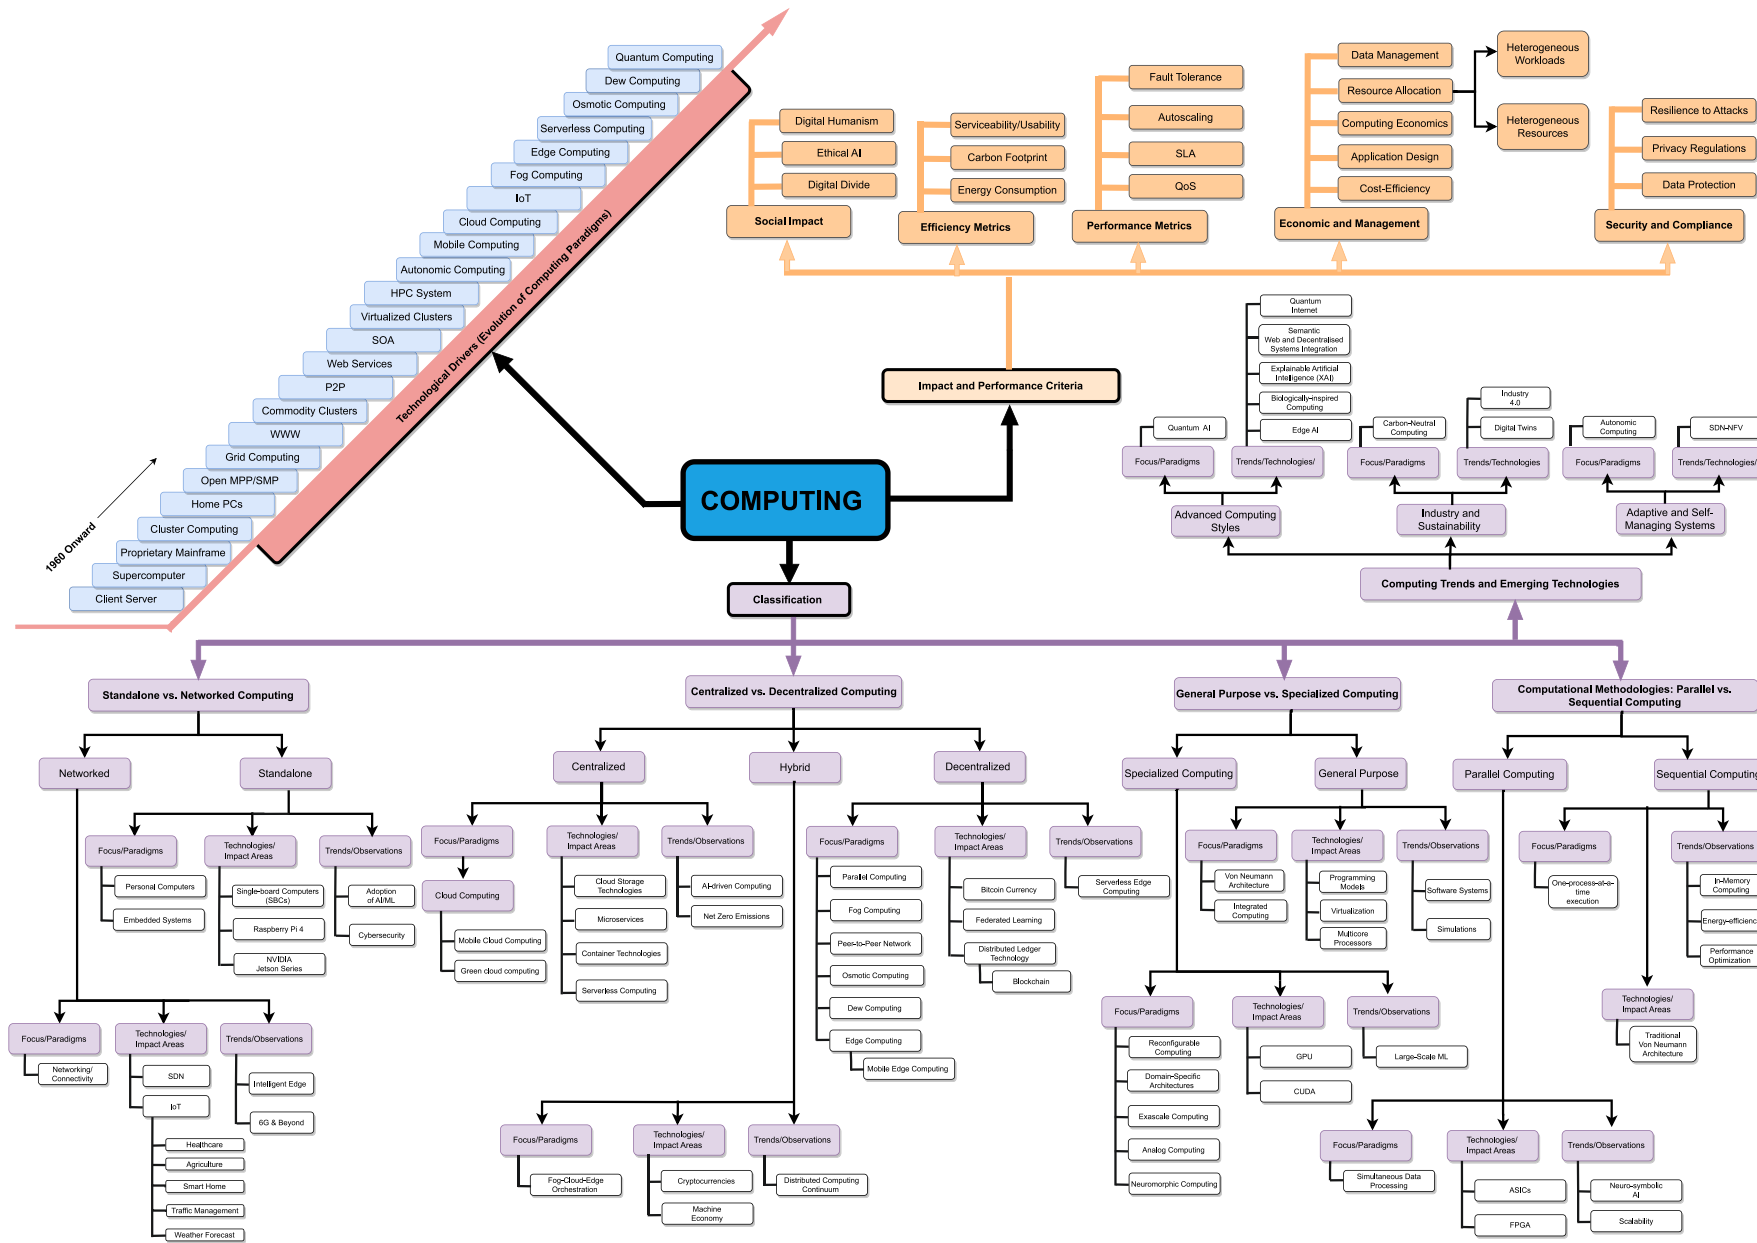 Quantum Computing
Dew Computing
Osmotic Computing
Serverless Computing
Edge Computing
Fog Computing
IoT
Cloud Computing
Mobile Computing
Autonomic Computing
HPC System
Virtualized Clusters
SOA
Web Services
P2P
Commodity Clusters
WWW
Grid Computing
Open MPP/SMP
Home PCs
Cluster Computing
Proprietary Mainframe
Supercomputer
Client Server
1960 Onward
Technological Drivers (Evolution of Computing Paradigms)
Digital Humanism
Ethical AI
Digital Divide
Social Impact
Serviceability/Usability
Carbon Footprint
Energy Consumption
Efficiency Metrics
Fault Tolerance
Autoscaling
SLA
QoS
Performance Metrics
Data Management
Resource Allocation
Computing Economics
Application Design
Cost-Efficiency
Economic and Management
Heterogeneous
Workloads
Heterogeneous
Resources
Resilience to Attacks
Privacy Regulations
Data Protection
Security and Compliance
Impact and Performance Criteria
COMPUTING
Classification
Quantum
Internet
Semantic
Web and Decentralised
Systems Integration
Explainable Artificial
Intelligence (XAI)
Biologically-inspired
Computing
Edge AI
Quantum AI
Focus/Paradigms
Trends/Technologies/
Advanced Computing
Styles
Carbon-Neutral
Computing
Industry
4.0
Digital Twins
Focus/Paradigms
Trends/Technologies
Industry and
Sustainability
Autonomic
Computing
SDN-NFV
Focus/Paradigms
Trends/Technologies/
Adaptive and Self-
Managing Systems
Computing Trends and Emerging Technologies
Standalone vs. Networked Computing
Networked
Standalone
Focus/Paradigms
Personal Computers
Embedded Systems
Technologies/
Impact Areas
Single-board Computers
(SBCs)
Raspberry Pi 4
NVIDIA
Jetson Series
Trends/Observations
Adoption
of AI/ML
Cybersecurity
Focus/Paradigms
Networking/
Connectivity
Technologies/
Impact Areas
SDN
IoT
Healthcare
Agriculture
Smart Home
Traffic Management
Weather Forecast
Trends/Observations
Intelligent Edge
6G & Beyond
Centralized vs. Decentralized Computing
Centralized
Hybrid
Decentralized
Focus/Paradigms
Cloud Computing
Mobile Cloud Computing
Green cloud computing
Technologies/
Impact Areas
Cloud Storage
Technologies
Microservices
Container Technologies
Serverless Computing
Trends/Observations
AI-driven Computing
Net Zero Emissions
Focus/Paradigms
Parallel Computing
Fog Computing
Peer-to-Peer Network
Osmotic Computing
Dew Computing
Edge Computing
Mobile Edge Computing
Technologies/
Impact Areas
Bitcoin Currency
Federated Learning
Distributed Ledger
Technology
Blockchain
Trends/Observations
Serverless Edge
Computing
Focus/Paradigms
Fog-Cloud-Edge
Orchestration
Technologies/
Impact Areas
Cryptocurrencies
Machine
Economy
Trends/Observations
Distributed Computing
Continuum
General Purpose vs. Specialized Computing
Specialized Computing
General Purpose
Focus/Paradigms
Von Neumann
Architecture
Integrated
Computing
Technologies/
Impact Areas
Programming
Models
Virtualization
Multicore
Processors
Trends/Observations
Software Systems
Simulations
Focus/Paradigms
Reconfigurable
Computing
Domain-Specific
Architectures
Exascale Computing
Analog Computing
Neuromorphic Computing
Technologies/
Impact Areas
GPU
CUDA
Trends/Observations
Large-Scale ML
Computational Methodologies: Parallel vs.
Sequential Computing
Parallel Computing
Sequential Computing
Focus/Paradigms
One-process-at-a-
time
execution
Trends/Observations
In-Memory
Computing
Energy-efficiency
Performance
Optimization
Technologies/
Impact Areas
Traditional
Von Neumann
Architecture
Focus/Paradigms
Simultaneous Data
Processing
Technologies/
Impact Areas
ASICs
FPGA
Trends/Observations
Neuro-symbolic
AI
Scalability